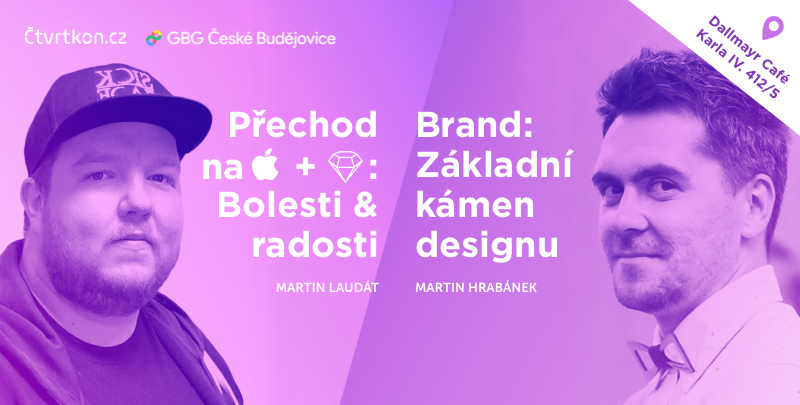 Čtvrtkon.cz
GBG České Budějovice
Dallmayr Café
Karla IV. 412/5
Přechod
na + :
Bolesti &
radosti
MARTIN LAUDÁT
Brand:
Základní
kámen
designu
MARTIN HRABÁNEK